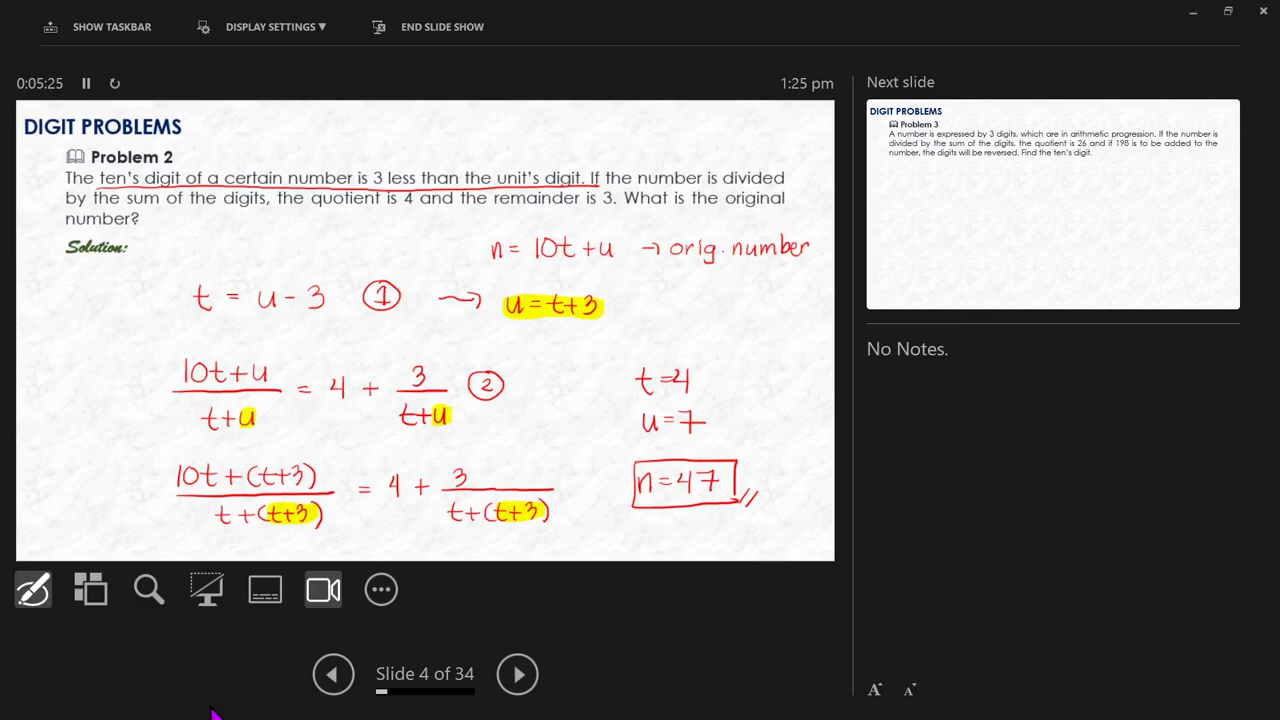 SHOW TASKBAR
DISPLAY SETTINGS ▼
END SLIDE SHOW
0:05:25
1:25 pm
DIGIT PROBLEMS
Problem 2
The ten's digit of a certain number is 3 less than the unit's digit. If the number is divided
by the sum of the digits, the quotient is 4 and the remainder is 3. What is the original
number?
Solution:
n = 10t + u → orig. number
t = u - 3 ① → u = t+3
10t+u / t+u = 4 + 3 / t+u ②
10t + (t+3) / t+(t+3) = 4 + 3 / t+(t+3)
t = 4
u = 7
n = 47 //
Slide 4 of 34
Next slide
DIGIT PROBLEMS
Problem 3
A number is expressed by 3 digits, which are in arithmetic progression. If the number is
divided by the sum of the digits, the quotient is 26 and if 198 is to be added to the
number, the digits will be reversed. Find the ten's digit.
No Notes.
A A